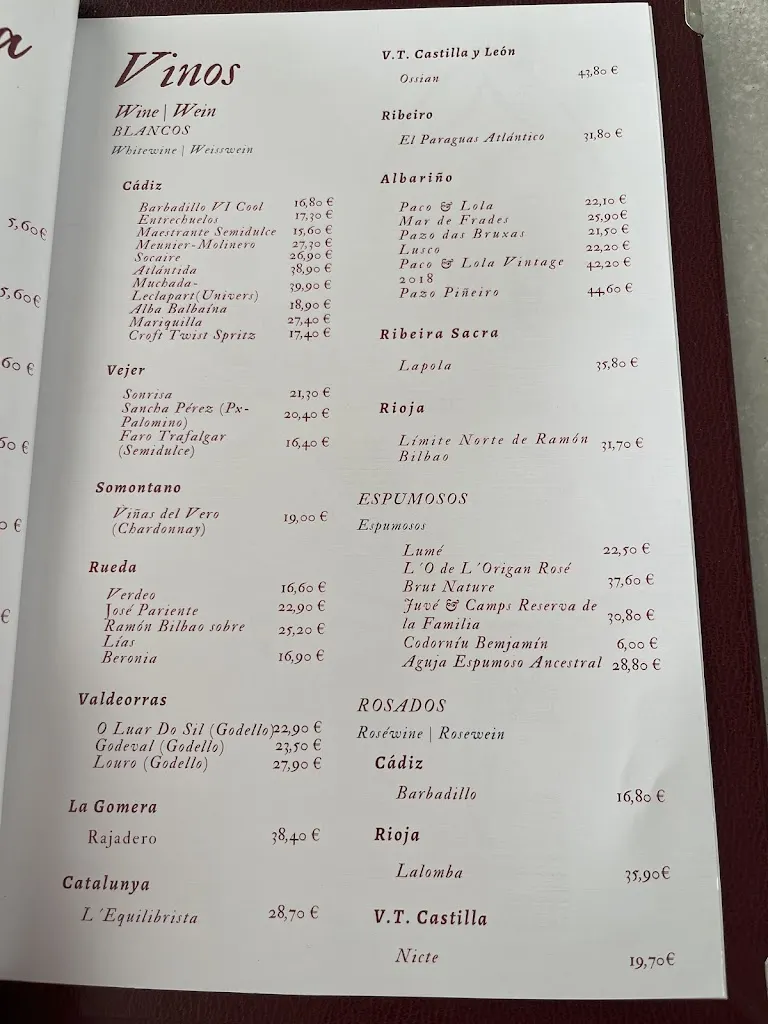 a
5,60€
5,60€
60 €
50 €
0 €
€
Vinos
Wine | Wein
BLANCOS
Whitewine | Weisswein
Cádiz
Barbadillo VI Cool 16,80 €
Entrechuelos 17,30 €
Maestrante Semidulce 15,60 €
Meunier-Molinero 27,30 €
Socaire 26,90 €
Atlántida 38,90 €
Muchada-
Leclapart(Univers) 39,90 €
Alba Balbaína 18,90 €
Mariquilla 27,40 €
Croft Twist Spritz 17,40 €
Vejer
Sonrisa 21,30 €
Sancha Pérez (Px-
Palomino) 20,40 €
Faro Trafalgar
(Semidulce) 16,40 €
Somontano
Viñas del Vero
(Chardonnay) 19,00 €
Rueda
Verdeo 16,60 €
José Pariente 22,90 €
Ramón Bilbao sobre
Lías 25,20 €
Beronia 16,90 €
Valdeorras
O Luar Do Sil (Godello) 22,90 €
Godeval (Godello) 23,50 €
Louro (Godello) 27,90 €
La Gomera
Rajadero 38,40 €
Catalunya
L´Equilibrista 28,70 €
V.T. Castilla y León
Ossian 43,80 €
Ribeiro
El Paraguas Atlántico 31,80 €
Albariño
Paco & Lola 22,10 €
Mar de Frades 25,90€
Pazo das Bruxas 21,50 €
Lusco 22,20 €
Paco & Lola Vintage 42,20 €
2018
Pazo Piñeiro 44,60 €
Ribeira Sacra
Lapola 35,80 €
Rioja
Límite Norte de Ramón
Bilbao 31,70 €
ESPUMOSOS
Espumosos
Lumé 22,50 €
L´O de L´Origan Rosé
Brut Nature 37,60 €
Juvé & Camps Reserva de
la Familia 30,80 €
Codorníu Bemjamín 6,00 €
Aguja Espumoso Ancestral 28,80 €
ROSADOS
Roséwine | Rosewein
Cádiz
Barbadillo 16,80 €
Rioja
Lalomba 35,90€
V.T. Castilla
Nicte 19,70€